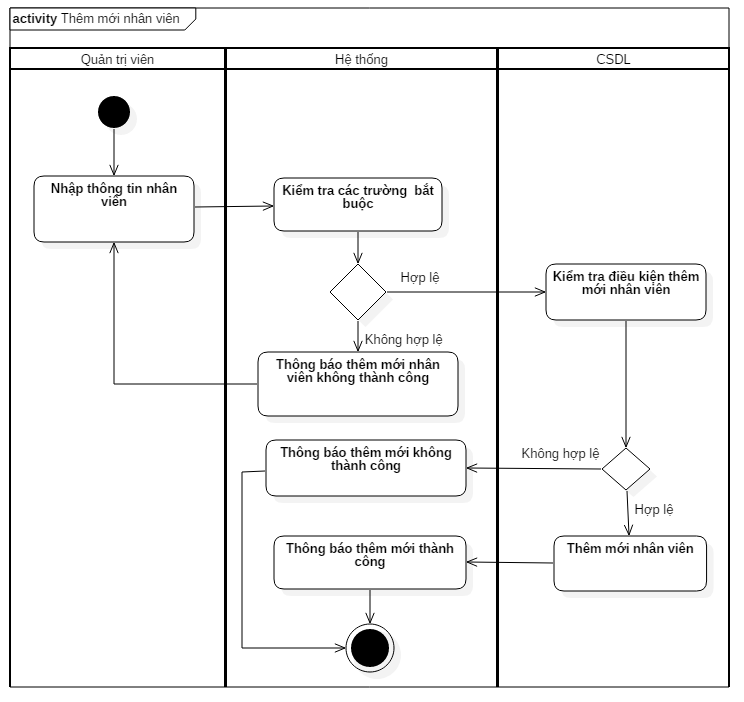 activity Thêm mới nhân viên
Quản trị viên
Hệ thống
CSDL
Nhập thông tin nhân
viên
Kiểm tra các trường  bắt
buộc
Hợp lệ
Kiểm tra điều kiện thêm
mới nhân viên
Không hợp lệ
Thông báo thêm mới nhân
viên không thành công
Thông báo thêm mới không
thành công
Không hợp lệ
Hợp lệ
Thông báo thêm mới thành
công
Thêm mới nhân viên